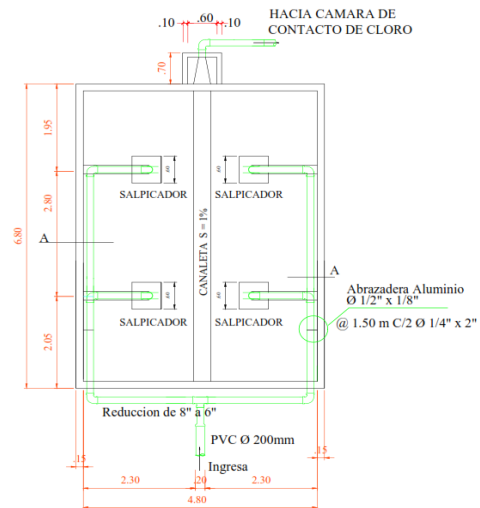 .10
.60
.10
HACIA CAMARA DE
CONTACTO DE CLORO
.70
1.95
2.80
6.80
2.05
SALPICADOR
SALPICADOR
CANALETA S = 1%
A
A
SALPICADOR
SALPICADOR
Abrazadera Aluminio
Ø 1/2" x 1/8"
@ 1.50 m C/2 Ø 1/4" x 2"
Reduccion de 8" a 6"
PVC Ø 200mm
Ingresa
.15
.15
2.30
.20
2.30
4.80